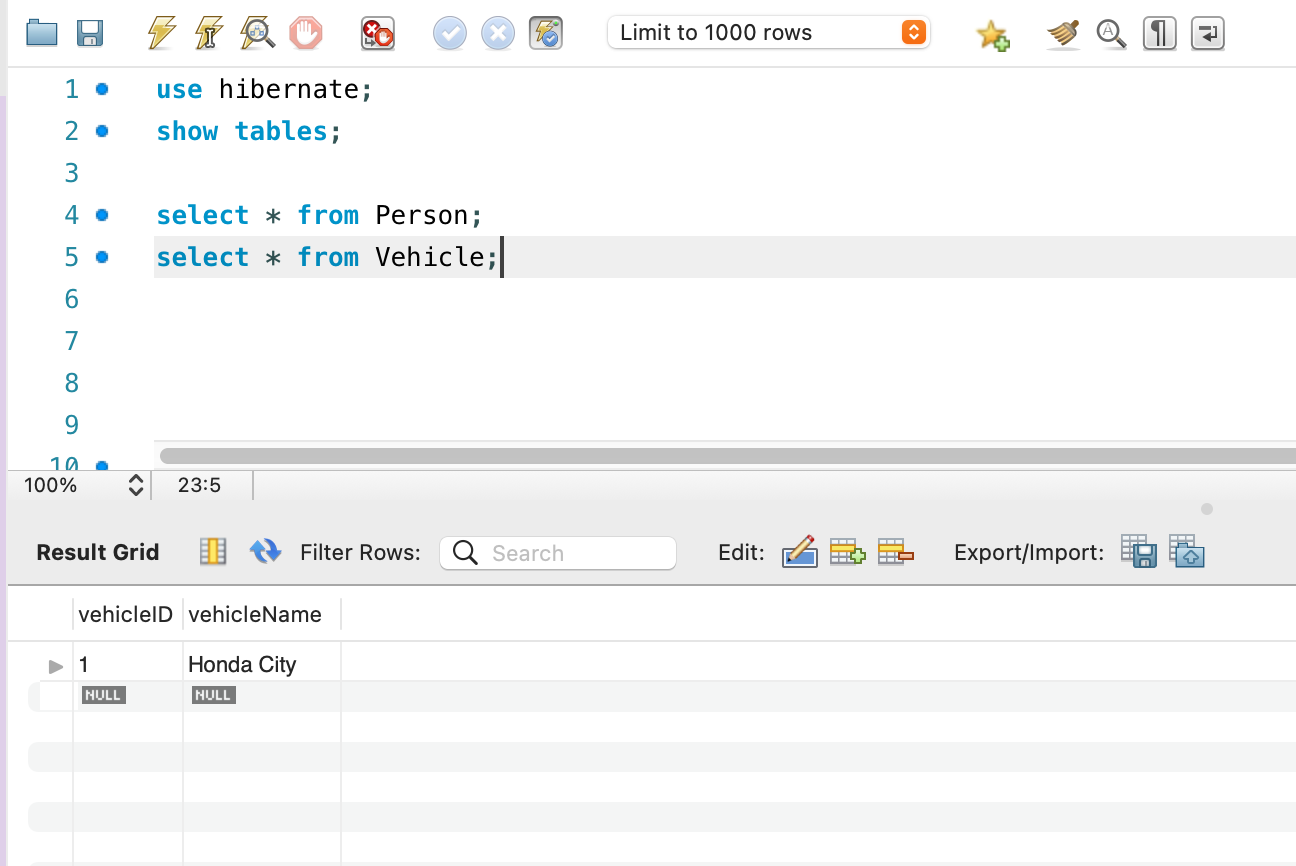 Limit to 1000 rows
1 use hibernate;
2 show tables;
3
4 select * from Person;
5 select * from Vehicle;
6
7
8
9
10
100% 23:5
Result Grid Filter Rows: Search Edit: Export/Import:
vehicleID vehicleName
1 Honda City
NULL NULL